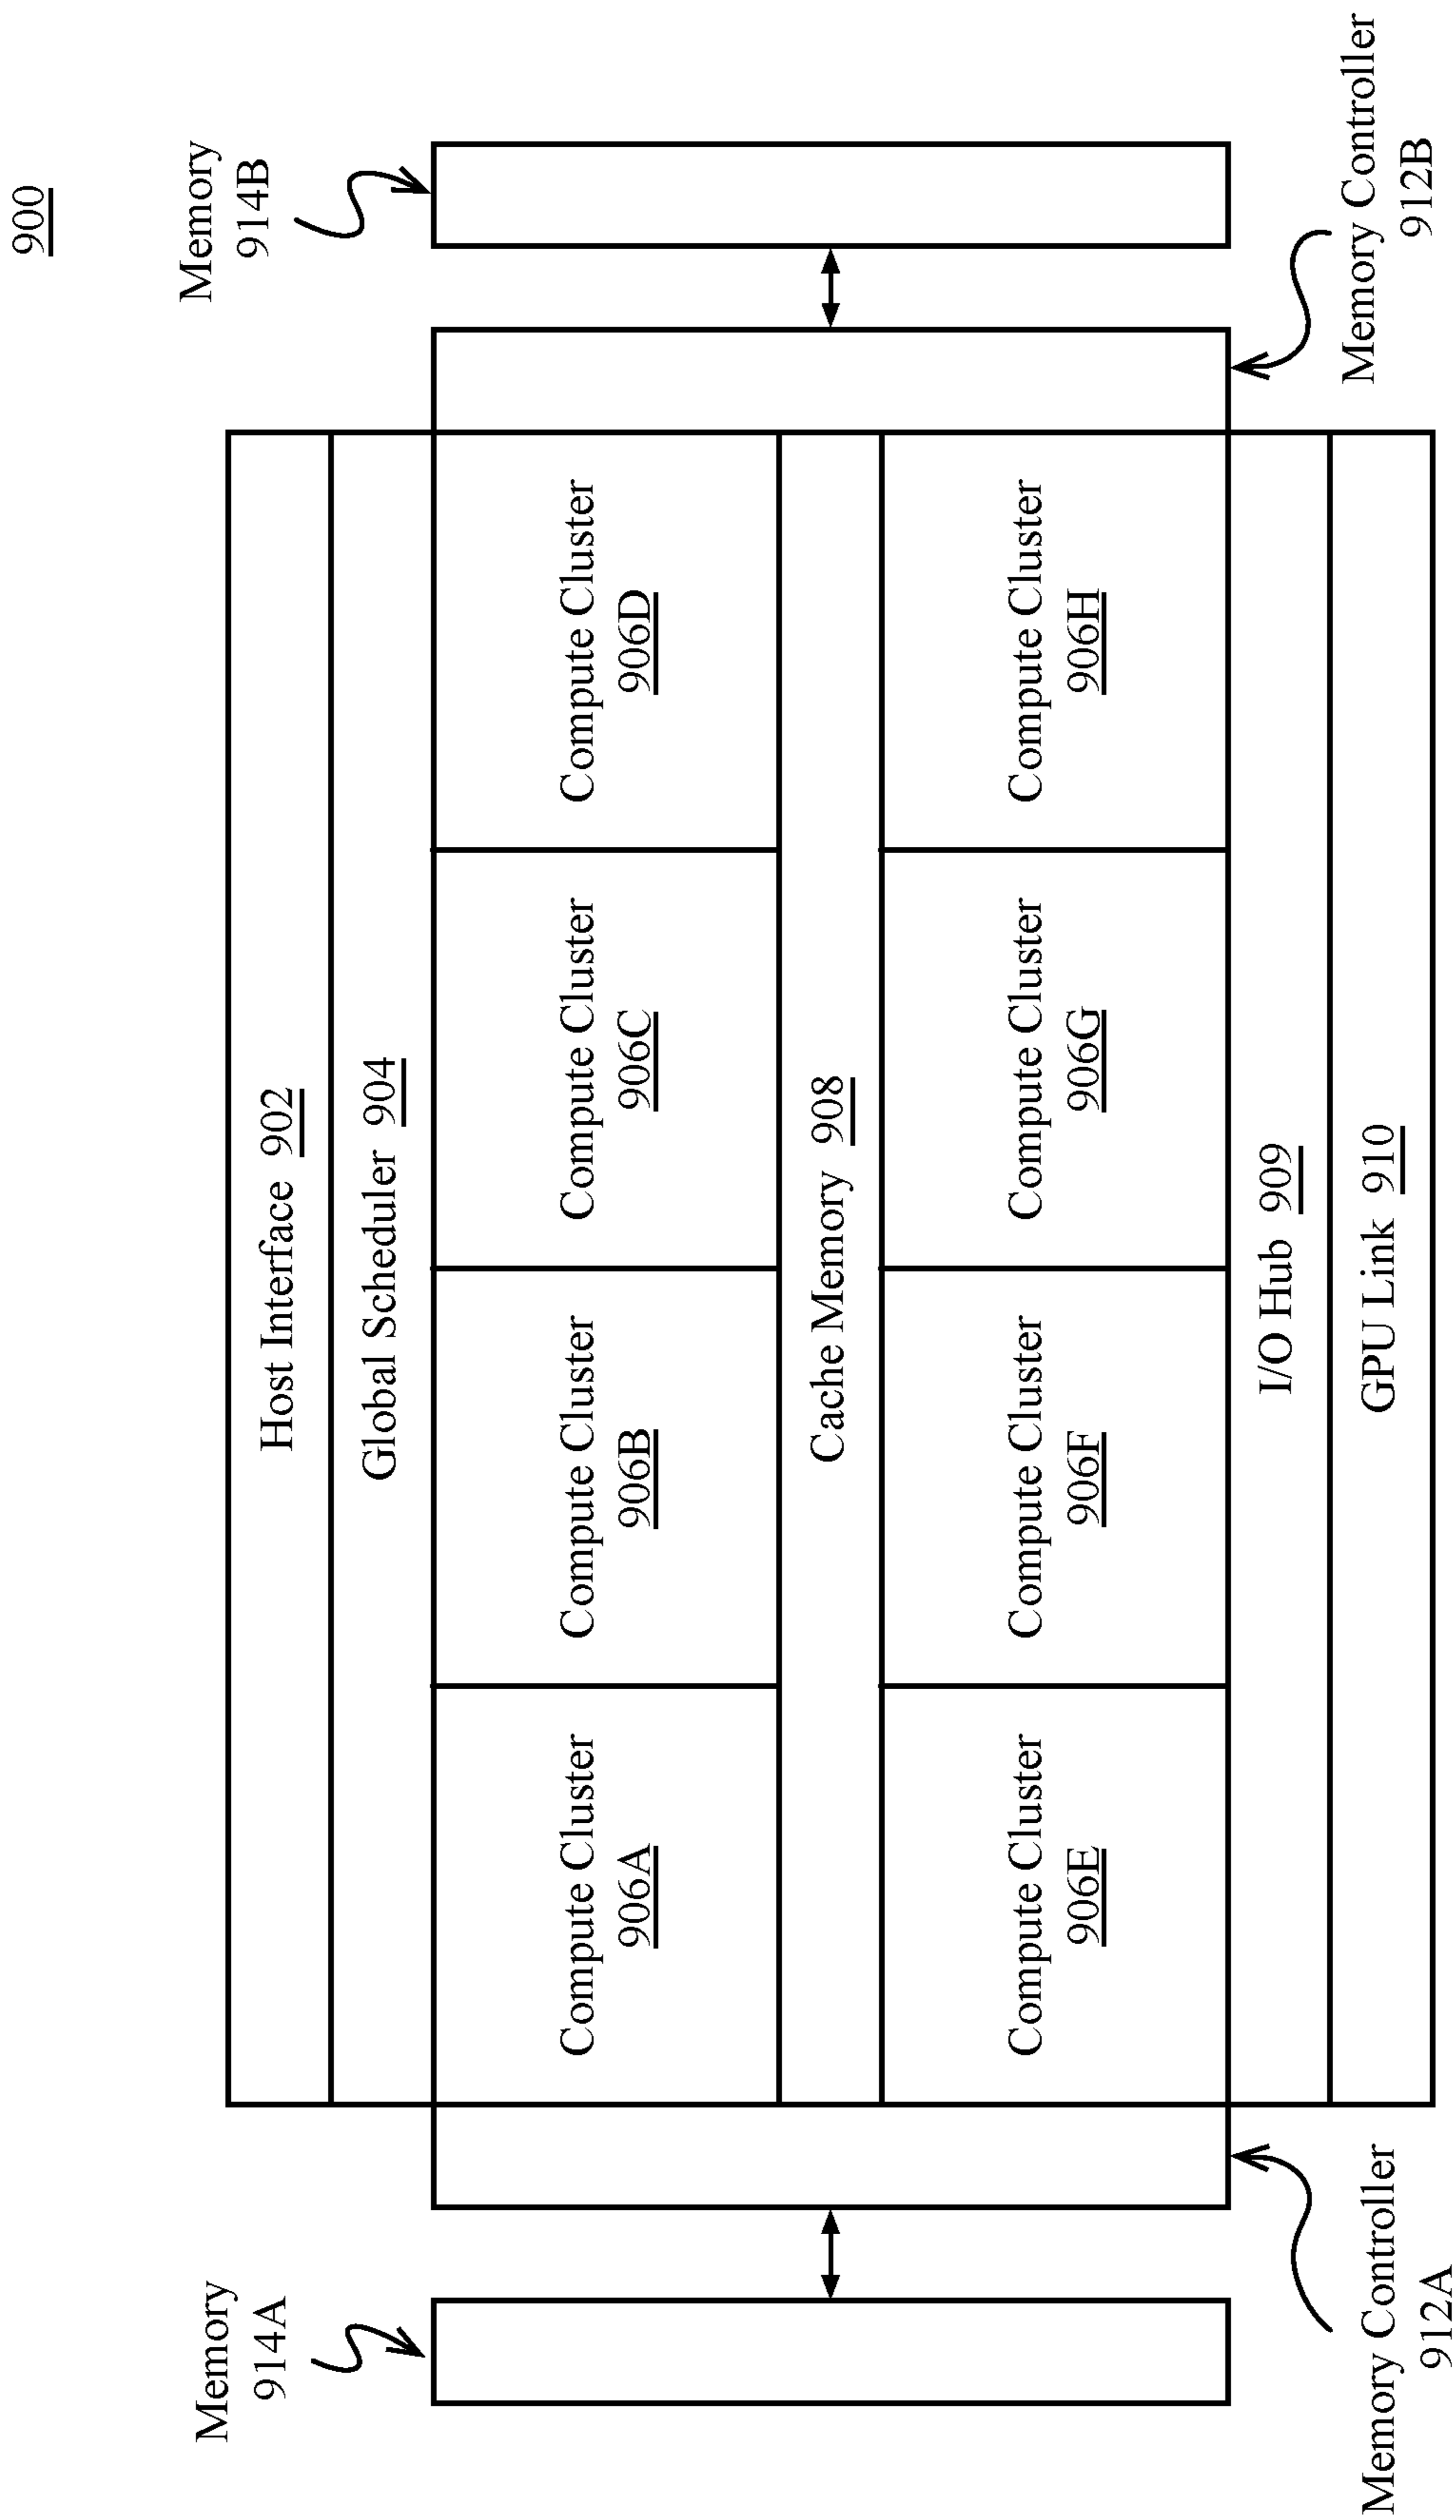 900
Memory
914B
Memory
914A
Host Interface 902
Global Scheduler 904
Compute Cluster
906A
Compute Cluster
906B
Compute Cluster
906C
Compute Cluster
906D
Cache Memory 908
Compute Cluster
906E
Compute Cluster
906F
Compute Cluster
906G
Compute Cluster
906H
I/O Hub 909
GPU Link 910
Memory Controller
912A
Memory Controller
912B